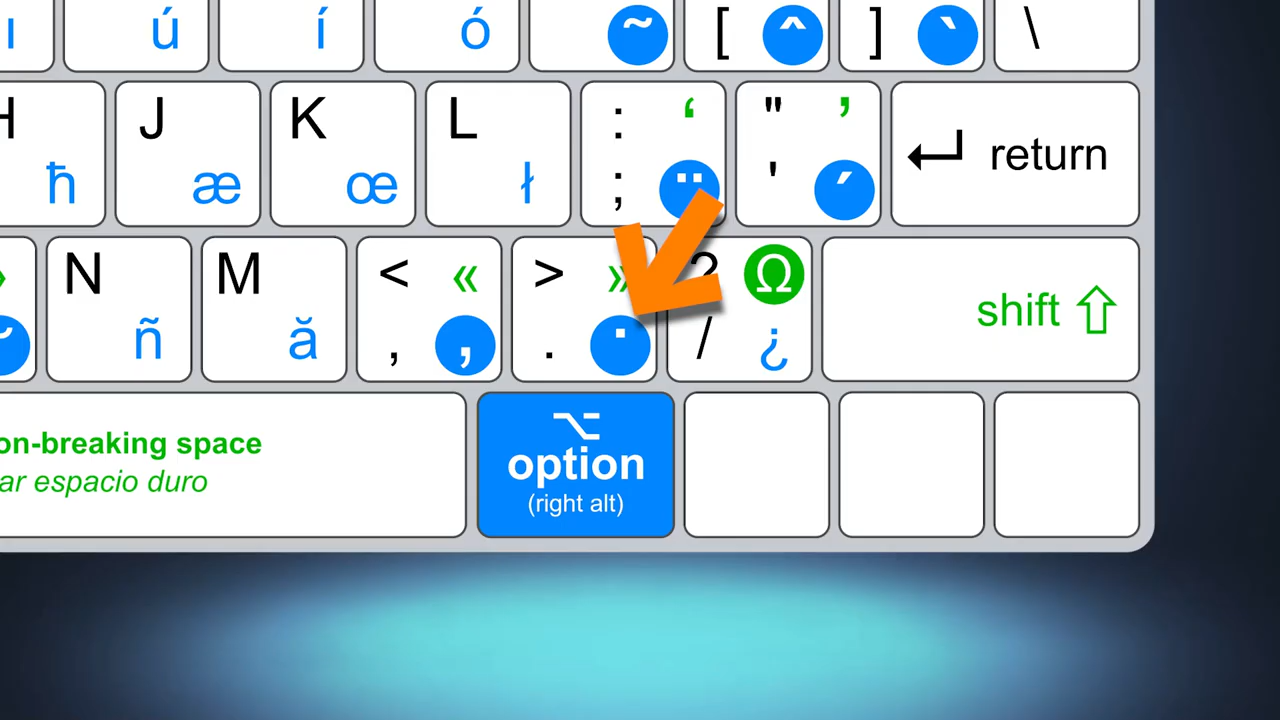 ú í ó ˜ [ ˆ ] ` \
H ħ J æ K œ L ł : ‘ ; ¨ " ’ ' ´ return
N ñ M ă < « , , > » . ˙ ? Ω / ¿ shift ⇧
on-breaking space
ar espacio duro
⌥
option
(right alt)